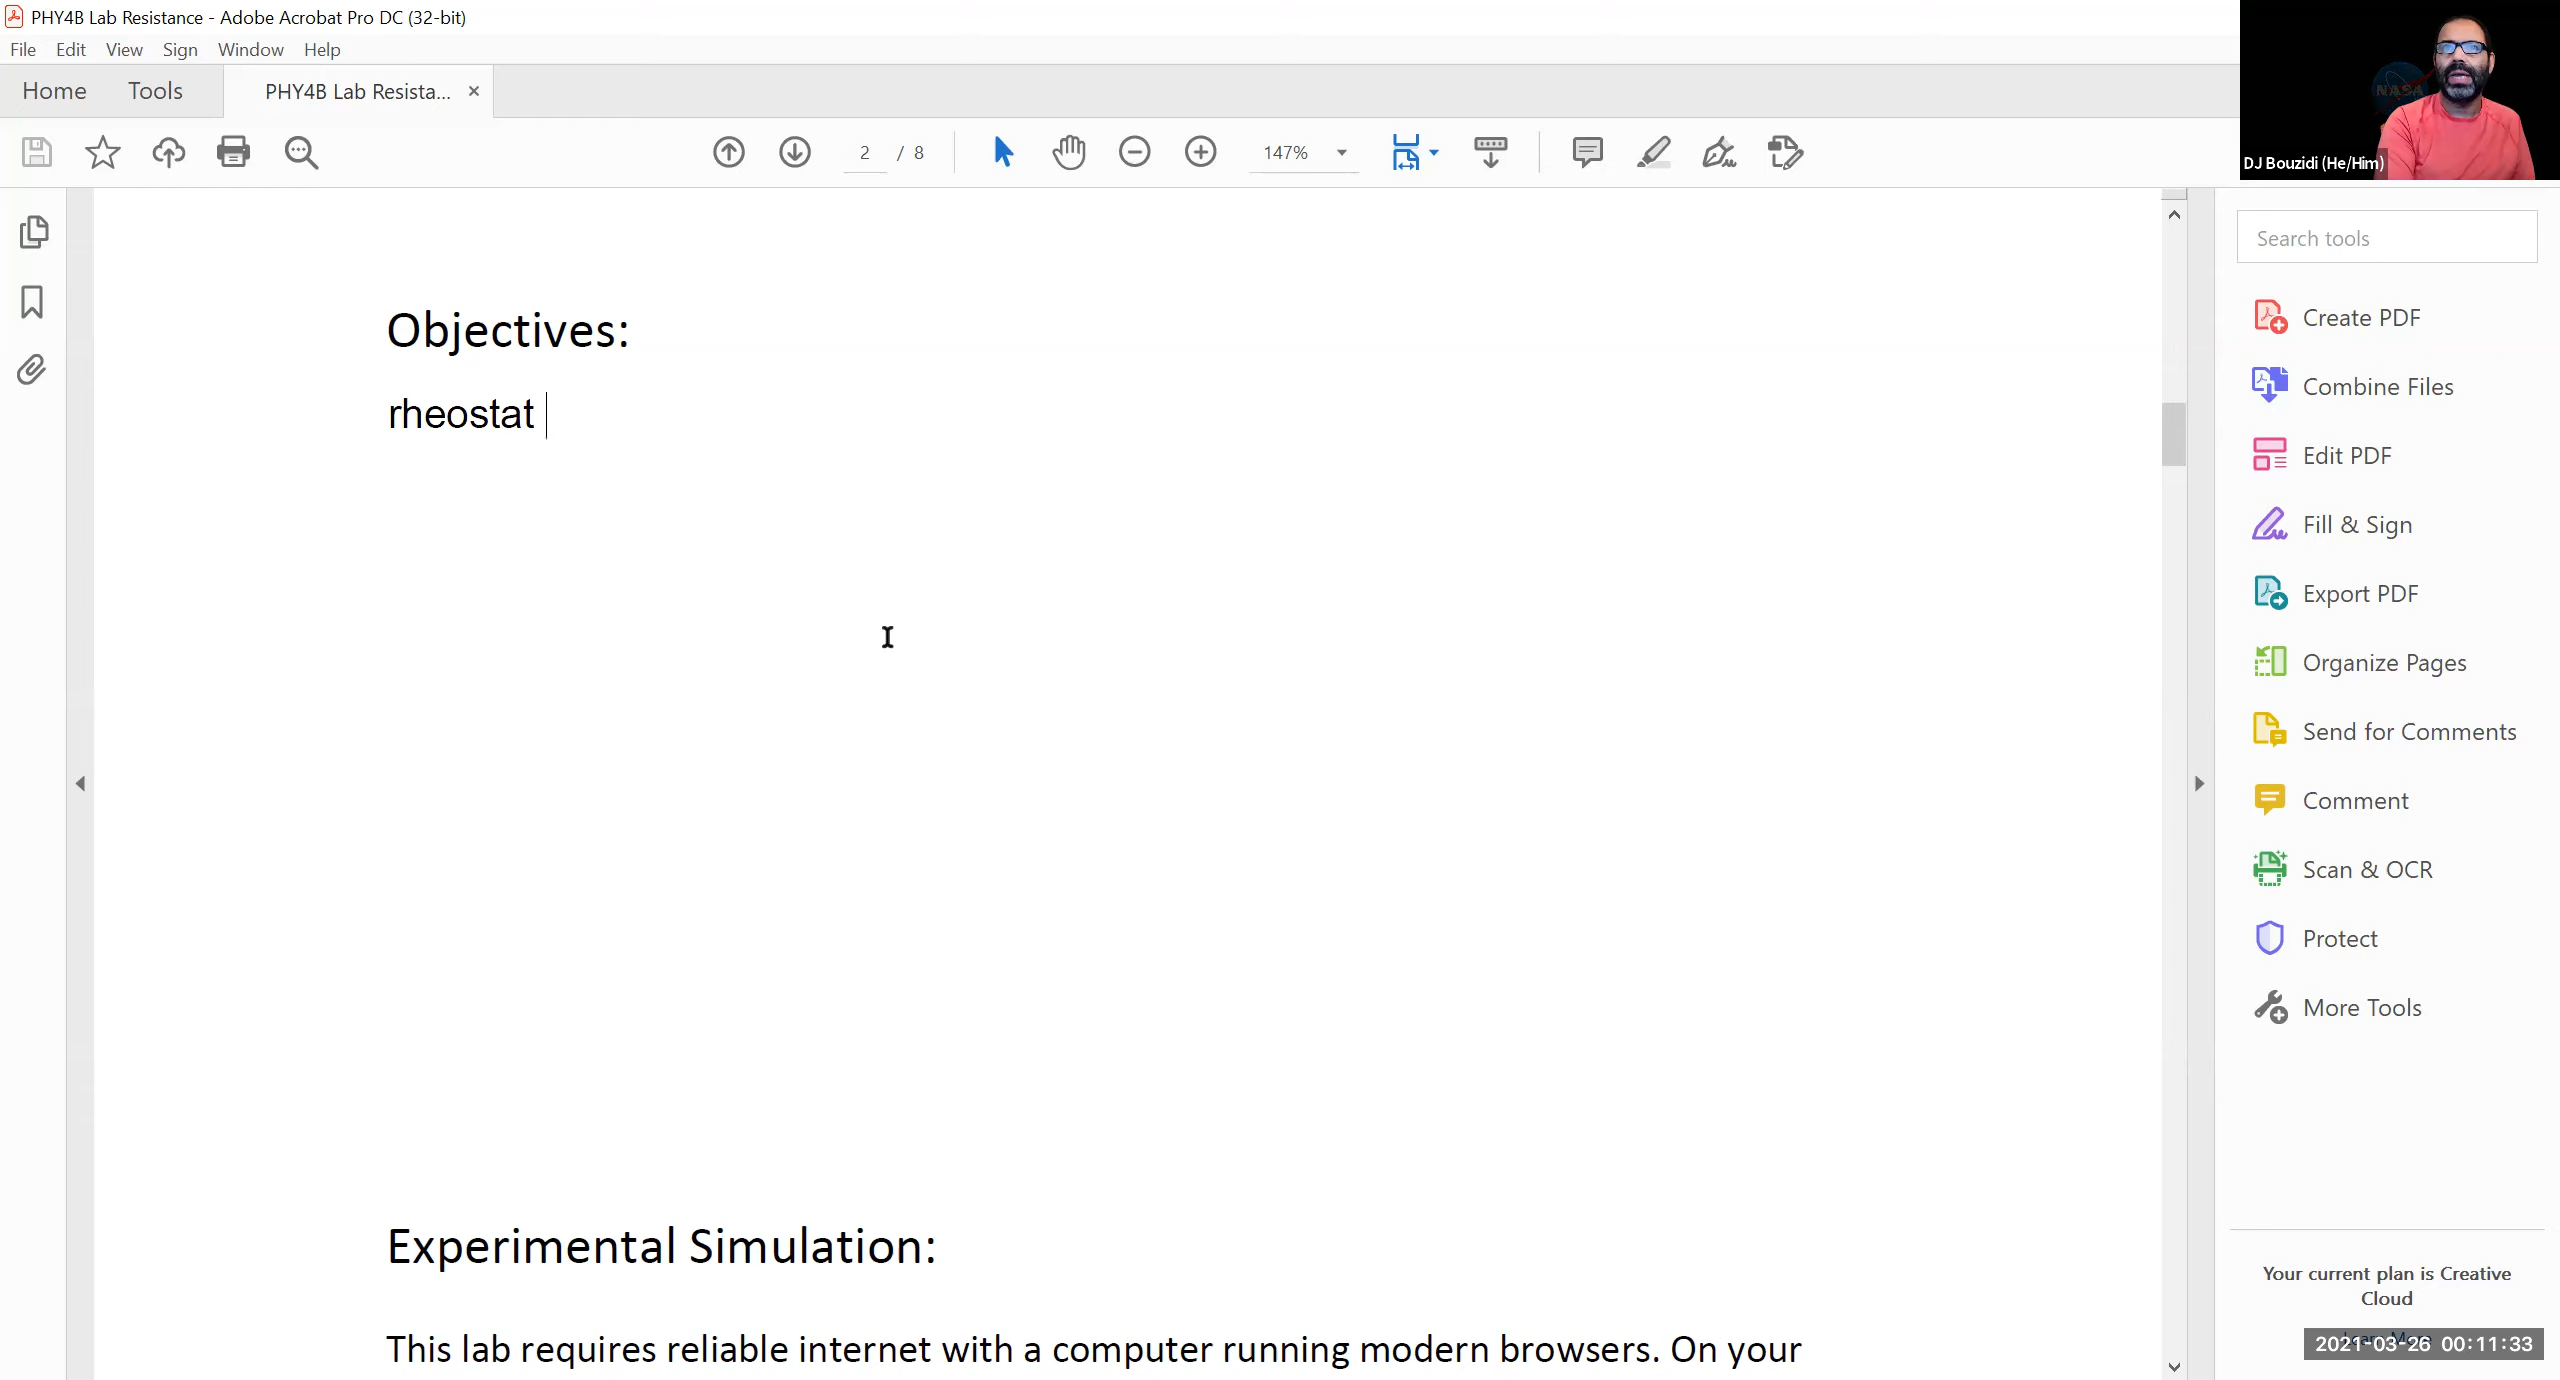 PHY4B Lab Resistance - Adobe Acrobat Pro DC (32-bit)
File Edit View Sign Window Help
Home Tools PHY4B Lab Resista... ×
2 / 8 147%
NASA
DJ Bouzidi (He/Him)
Search tools
Objectives:
rheostat
Create PDF
Combine Files
Edit PDF
Fill & Sign
Export PDF
Organize Pages
Send for Comments
Comment
Scan & OCR
Protect
More Tools
Experimental Simulation:
This lab requires reliable internet with a computer running modern browsers. On your
Your current plan is Creative
Cloud
Learn More
2021-03-26 00:11:33